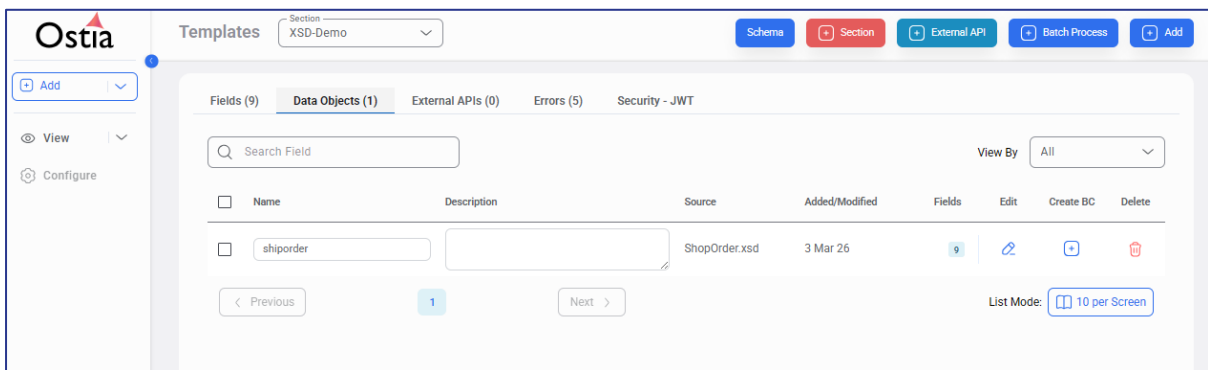 Ostia
Templates
Section
XSD-Demo
Schema
Section
External API
Batch Process
Add
Add
View
Configure
Fields (9)
Data Objects (1)
External APIs (0)
Errors (5)
Security - JWT
Search Field
View By
All
Name
Description
Source
Added/Modified
Fields
Edit
Create BC
Delete
shiporder
ShopOrder.xsd
3 Mar 26
9
Previous
1
Next
List Mode:
10 per Screen